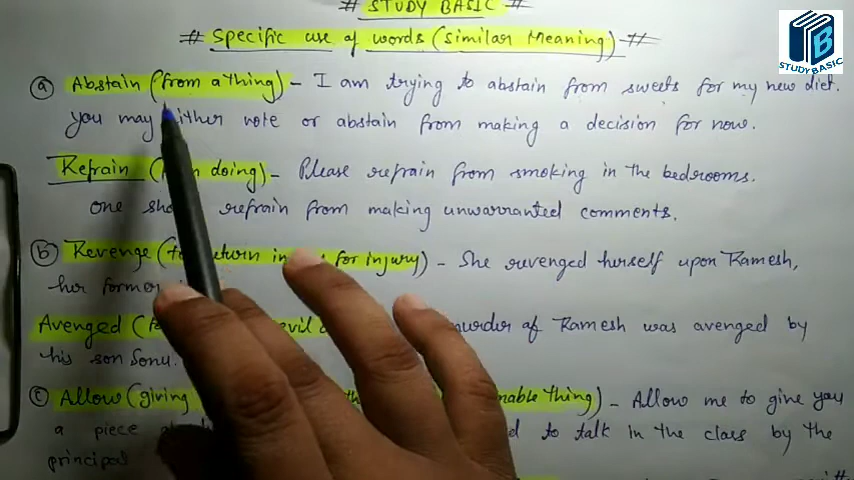 # STUDY BASIC #
# Specific use of words (similar Meaning) #
STUDY BASIC
(a) Abstain (from a thing) - I am trying to abstain from sweets for my new diet.
You may either vote or abstain from making a decision for now.
Refrain doing) - Please refrain from smoking in the bedrooms.
one refrain from making unwarranted comments.
(b) Revenge ( return for injury) - She revenged herself upon Ramesh,
her former
Avenged ( evil murder of Ramesh was avenged by
his son Sonu.
(c) Allow (giving thing) - Allow me to give you
a piece to talk in the class by the
principal